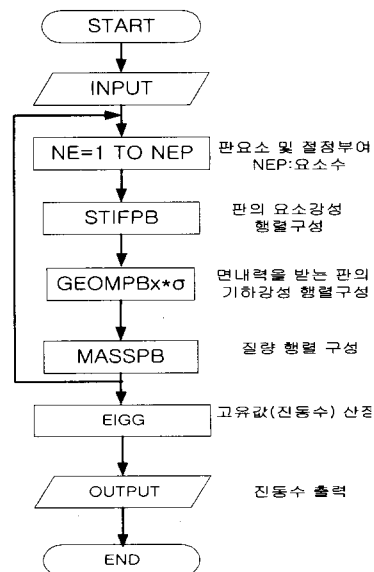 START
INPUT
NE=1 TO NEP
판요소 및 절점부여
NEP:요소수
STIFPB
판의 요소강성
행렬구성
GEOMPBx*σ
면내력을 받는 판의
기하강성 행렬구성
MASSPB
질량 행렬 구성
EIGG
고유값(진동수) 산정
OUTPUT
진동수 출력
END